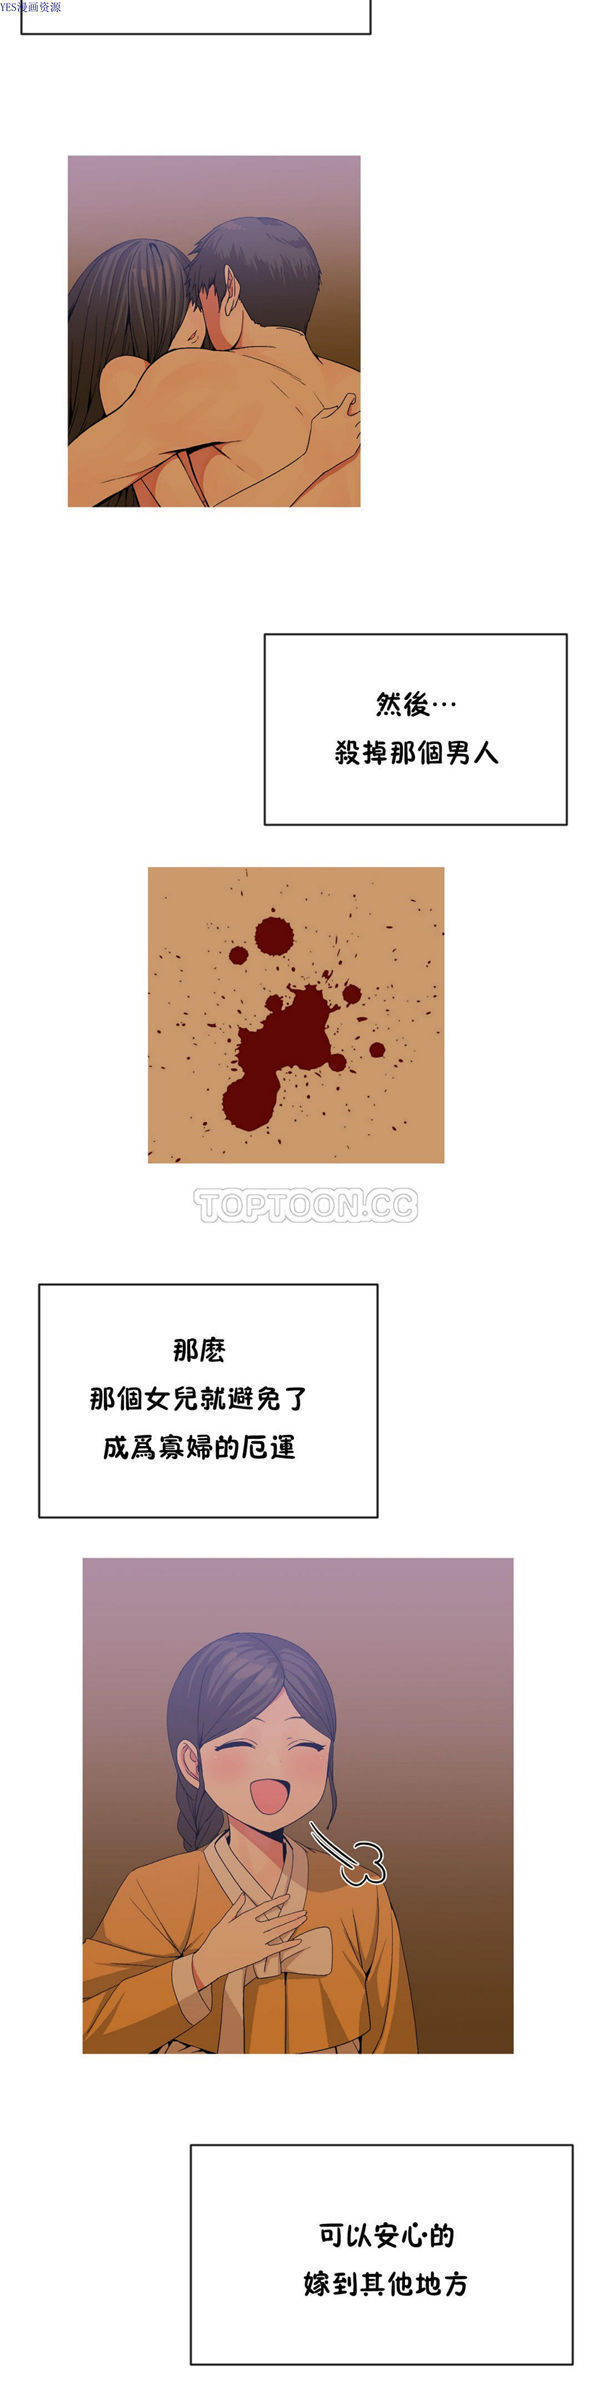 YES漫画资源
然後…
殺掉那個男人
TOPTOON.CC
那麽
那個女兒就避免了
成爲寡婦的厄運
可以安心的
嫁到其他地方